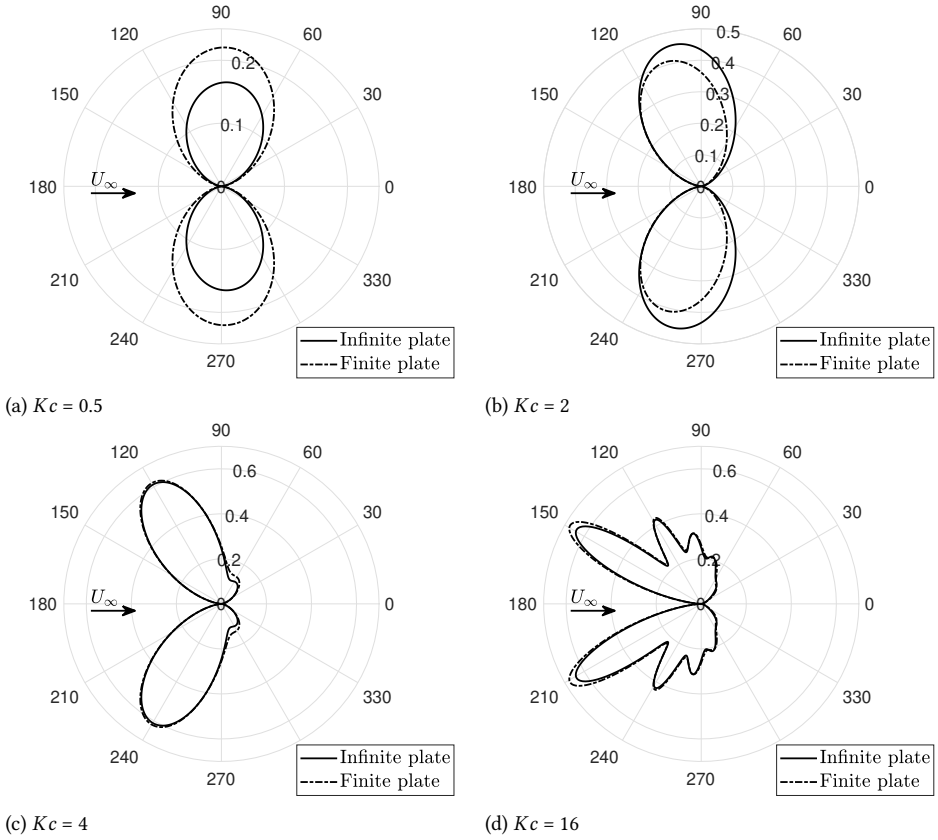 90
120 60
0.2
150 30
0.1
U∞
180 0 0
210 330
240
270
Infinite plate
Finite plate
(a) Kc = 0.5
90
0.5
120 60
0.4
150 0.3 30
0.2
0.1
U∞
180 0 0
210 330
240
270
Infinite plate
Finite plate
(b) Kc = 2
90
120 60
0.6
150 0.4 30
0.2
U∞
180 0 0
210 330
240
270
Infinite plate
Finite plate
(c) Kc = 4
90
120 60
0.6
150 0.4 30
0.2
U∞
180 0 0
210 330
240
270
Infinite plate
Finite plate
(d) Kc = 16